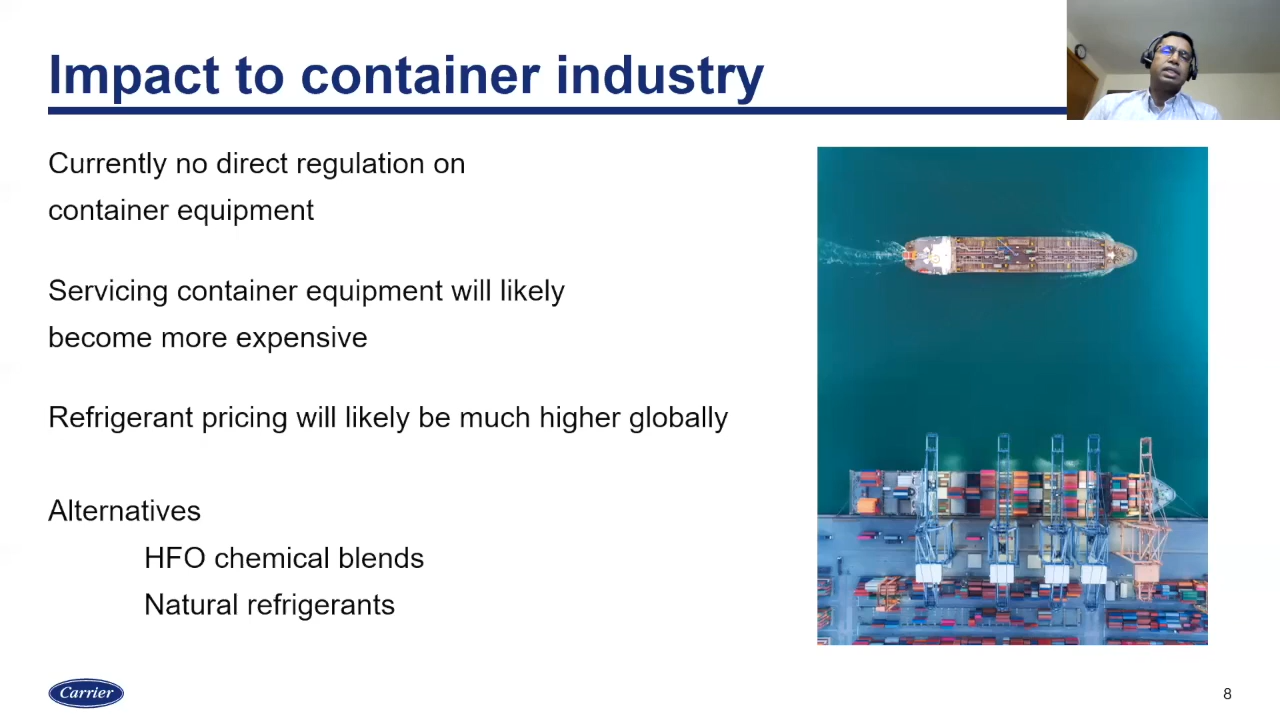 Impact to container industry
Currently no direct regulation on
container equipment
Servicing container equipment will likely
become more expensive
Refrigerant pricing will likely be much higher globally
Alternatives
HFO chemical blends
Natural refrigerants
Carrier
8